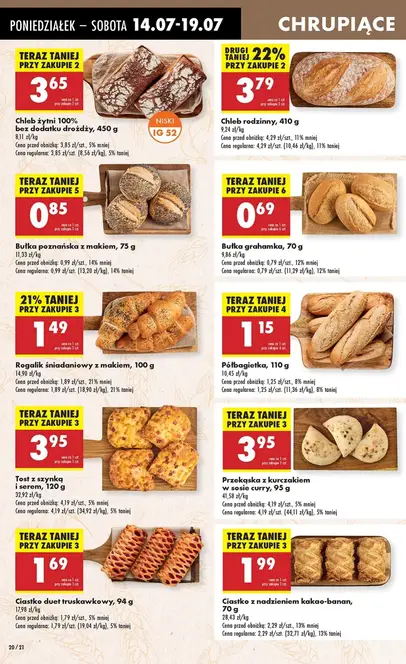 PONIEDZIAŁEK – SOBOTA 14.07-19.07
CHRUPIĄCE
TERAZ TANIEJ
PRZY ZAKUPIE 2
3,65
NISKI
IG 52
Chleb żytni 100%
bez dodatku drożdży, 450 g
8,11 zł/kg
Cena przed obniżką: 3,85 zł/szt., 5% mniej
Cena regularna: 3,85 zł/szt. (8,56 zł/kg), 5% taniej
DRUGI
TANIEJ 22%
PRZY ZAKUPIE 2
3,79
Chleb rodzinny, 410 g
9,24 zł/kg
Cena przed obniżką: 4,29 zł/szt., 11% mniej
Cena regularna: 4,29 zł/szt. (10,46 zł/kg), 11% taniej
TERAZ TANIEJ
PRZY ZAKUPIE 5
0,85
Bułka poznańska z makiem, 75 g
11,33 zł/kg
Cena przed obniżką: 0,99 zł/szt., 14% mniej
Cena regularna: 0,99 zł/szt. (13,20 zł/kg), 14% taniej
TERAZ TANIEJ
PRZY ZAKUPIE 6
0,69
Bułka grahamka, 70 g
9,86 zł/kg
Cena przed obniżką: 0,79 zł/szt., 12% mniej
Cena regularna: 0,79 zł/szt. (11,29 zł/kg), 12% taniej
21% TANIEJ
PRZY ZAKUPIE 3
1,49
Rogalik śniadaniowy z makiem, 100 g
14,90 zł/kg
Cena przed obniżką: 1,89 zł/szt., 21% mniej
Cena regularna: 1,89 zł/szt. (18,90 zł/kg), 21% taniej
TERAZ TANIEJ
PRZY ZAKUPIE 4
1,15
Półbagietka, 110 g
10,45 zł/kg
Cena przed obniżką: 1,25 zł/szt., 8% mniej
Cena regularna: 1,25 zł/szt. (11,36 zł/kg), 8% taniej
TERAZ TANIEJ
PRZY ZAKUPIE 3
3,95
Tost z szynką
i serem, 120 g
32,92 zł/kg
Cena przed obniżką: 4,19 zł/szt., 5% mniej
Cena regularna: 4,19 zł/szt. (34,92 zł/kg), 5% taniej
TERAZ TANIEJ
PRZY ZAKUPIE 3
3,95
Przekąska z kurczakiem
w sosie curry, 95 g
41,58 zł/kg
Cena przed obniżką: 4,19 zł/szt., 5% mniej
Cena regularna: 4,19 zł/szt. (44,11 zł/kg), 5% taniej
TERAZ TANIEJ
PRZY ZAKUPIE 3
1,69
Ciastko duet truskawkowy, 94 g
17,98 zł/kg
Cena przed obniżką: 1,79 zł/szt., 5% mniej
Cena regularna: 1,79 zł/szt. (19,04 zł/kg), 5% taniej
TERAZ TANIEJ
PRZY ZAKUPIE 3
1,99
Ciastko z nadzieniem kakao-banan,
70 g
28,43 zł/kg
Cena przed obniżką: 2,29 zł/szt., 13% mniej
Cena regularna: 2,29 zł/szt. (32,71 zł/kg), 13% taniej
20/21